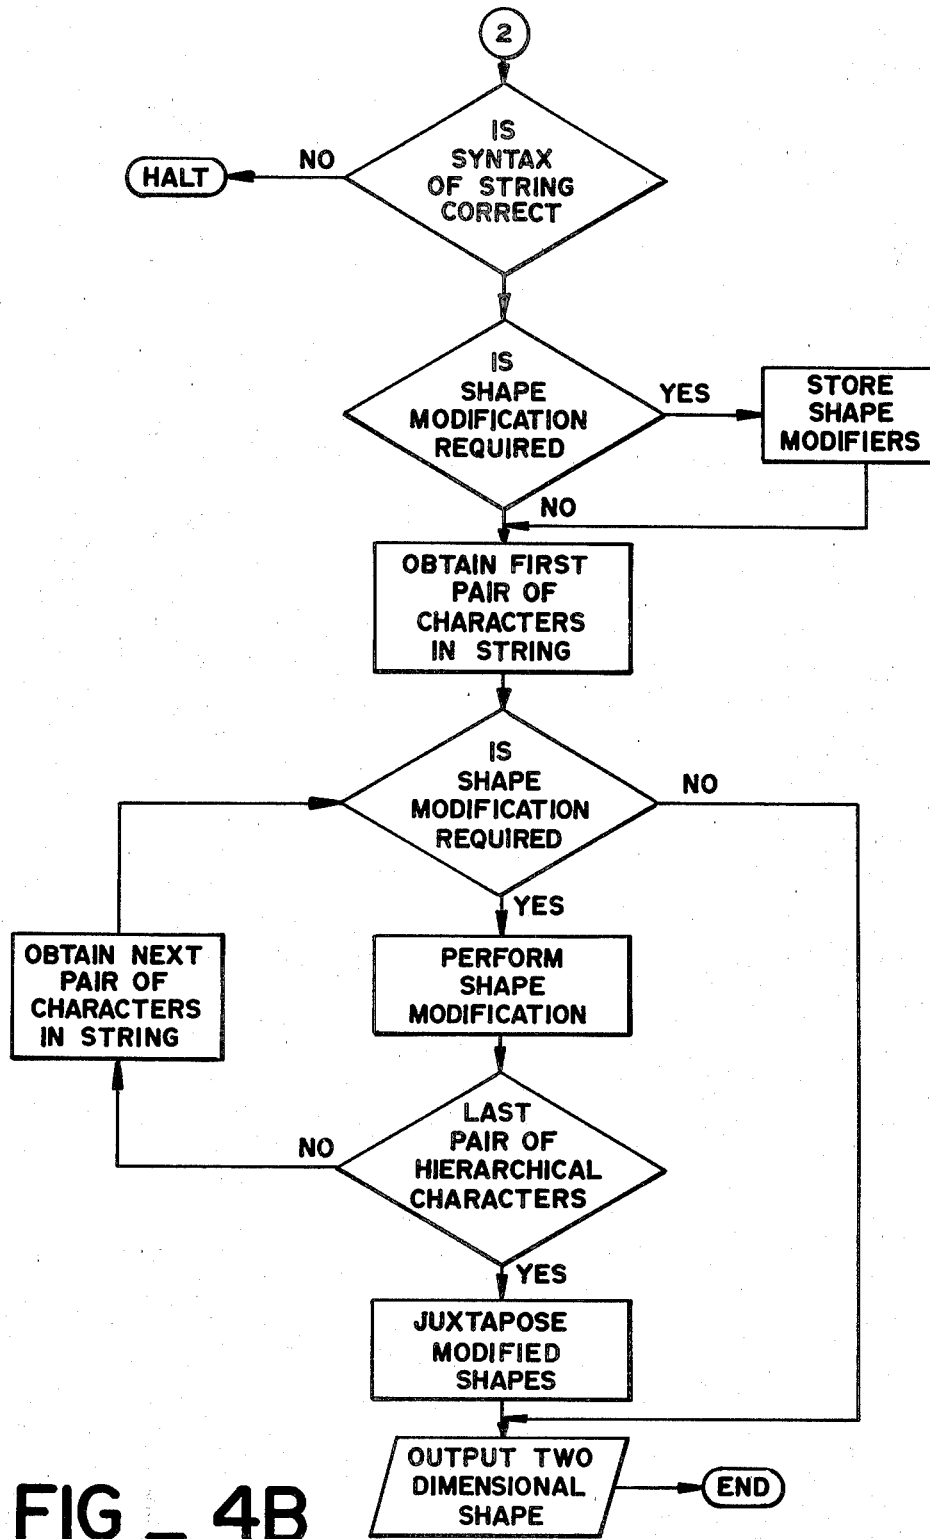 2
IS
SYNTAX
OF STRING
CORRECT
NO
HALT
IS
SHAPE
MODIFICATION
REQUIRED
YES
STORE
SHAPE
MODIFIERS
NO
OBTAIN FIRST
PAIR OF
CHARACTERS
IN STRING
IS
SHAPE
MODIFICATION
REQUIRED
NO
YES
OBTAIN NEXT
PAIR OF
CHARACTERS
IN STRING
PERFORM
SHAPE
MODIFICATION
LAST
PAIR OF
HIERARCHICAL
CHARACTERS
NO
YES
JUXTAPOSE
MODIFIED
SHAPES
OUTPUT TWO
DIMENSIONAL
SHAPE
END
FIG _ 4B